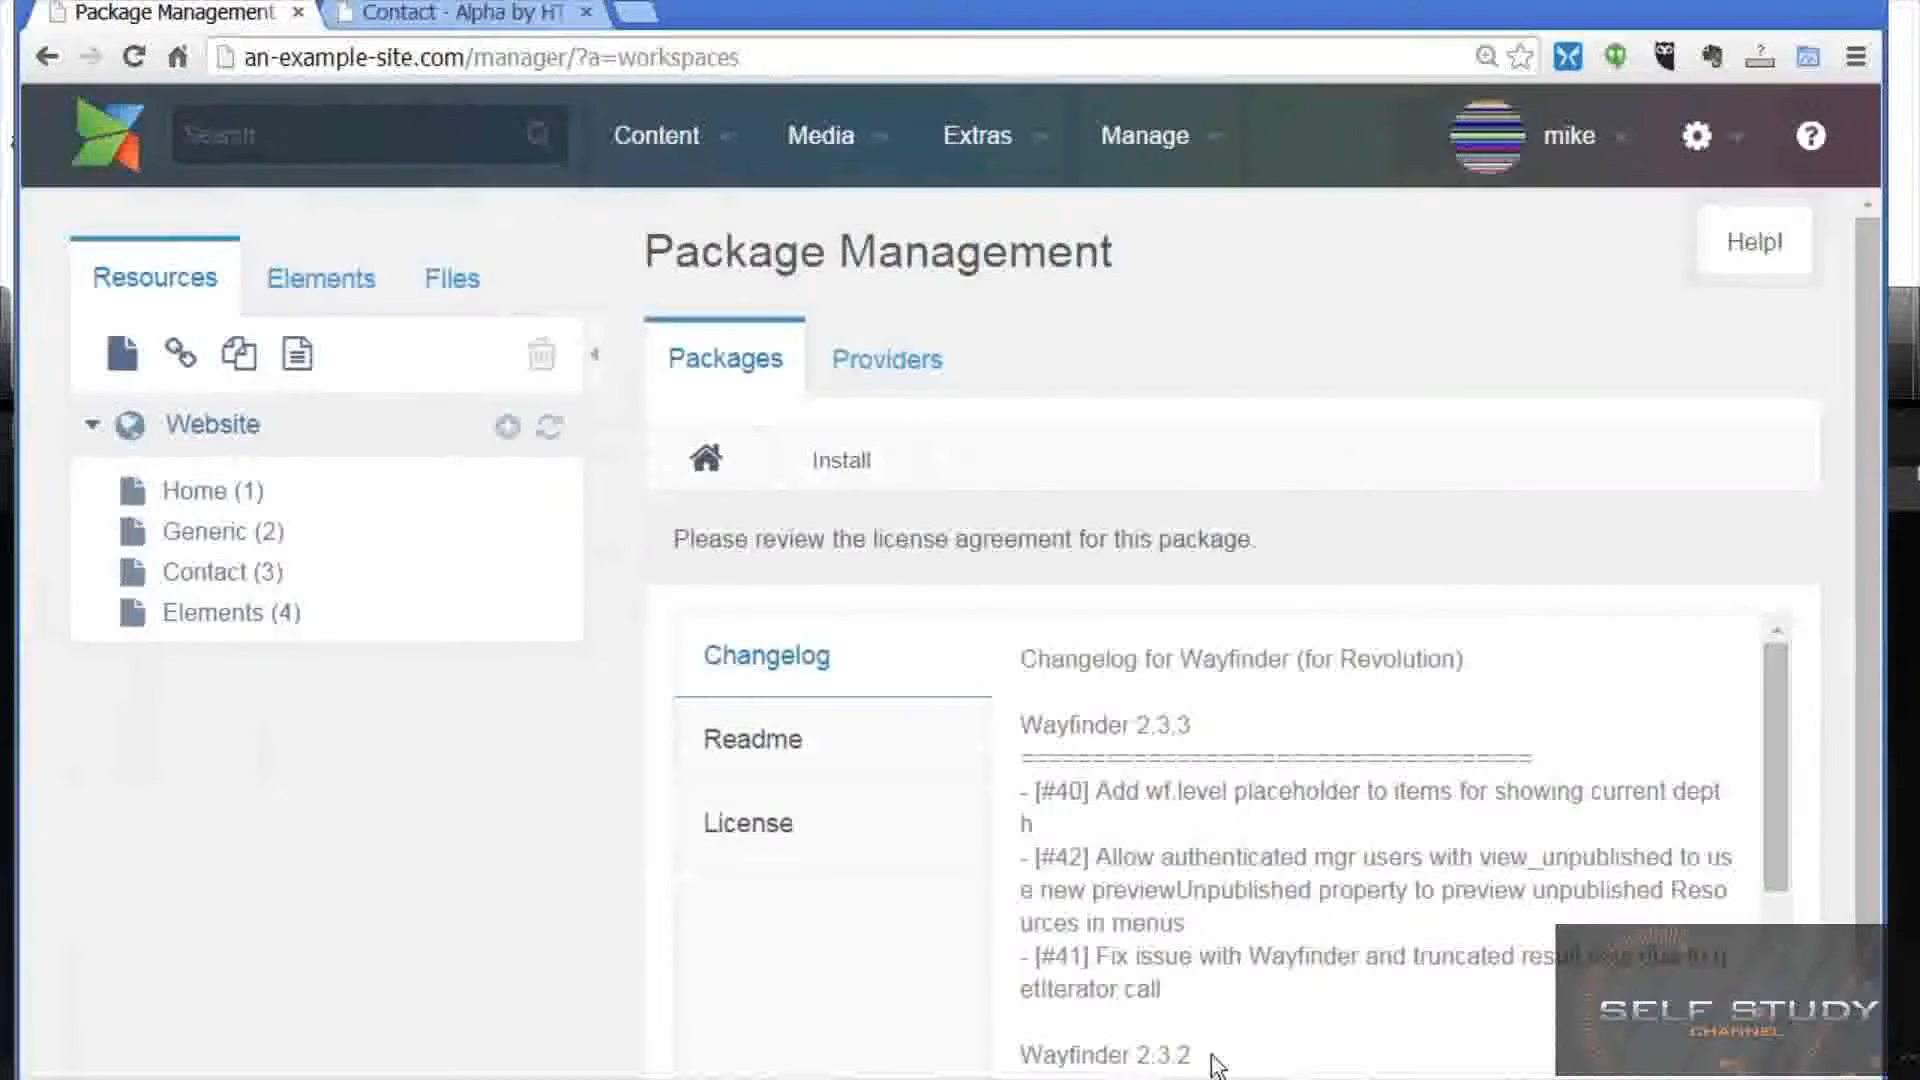 Package Management
Contact - Alpha by HT
an-example-site.com/manager/?a=workspaces
Search
Content
Media
Extras
Manage
mike
Help!
Resources
Elements
Files
Package Management
Packages
Providers
Website
Install
Home (1)
Generic (2)
Contact (3)
Elements (4)
Please review the license agreement for this package.
Changelog
Readme
License
Changelog for Wayfinder (for Revolution)
Wayfinder 2.3.3
====================================
- [#40] Add wf.level placeholder to items for showing current dept
h
- [#42] Allow authenticated mgr users with view_unpublished to us
e new previewUnpublished property to preview unpublished Reso
urces in menus
- [#41] Fix issue with Wayfinder and truncated result sets due to g
etIterator call
Wayfinder 2.3.2
SELF STUDY
CHANNEL